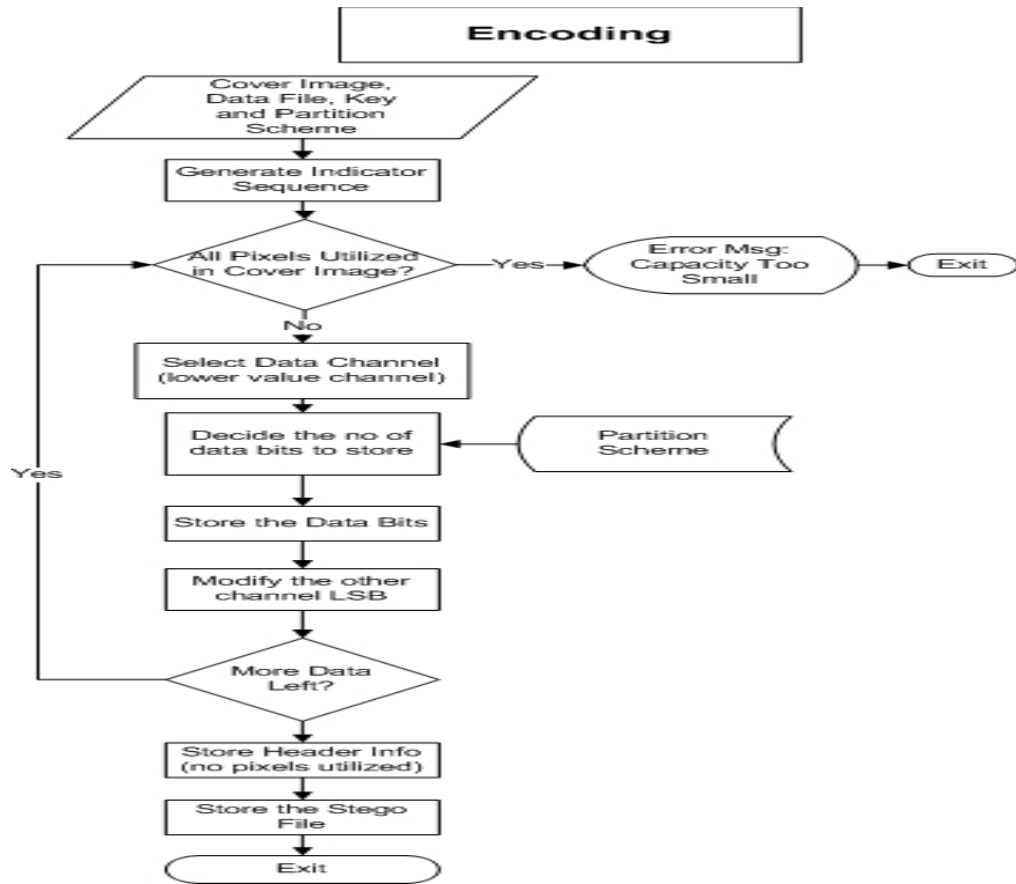 Encoding
Cover Image,
Data File, Key
and Partition
Scheme
Generate Indicator
Sequence
All Pixels Utilized
in Cover Image?
Yes
Error Msg:
Capacity Too
Small
Exit
No
Select Data Channel
(lower value channel)
Decide the no of
data bits to store
Partition
Scheme
Yes
Store the Data Bits
Modify the other
channel LSB
More Data
Left?
Store Header Info
(no pixels utilized)
Store the Stego
File
Exit